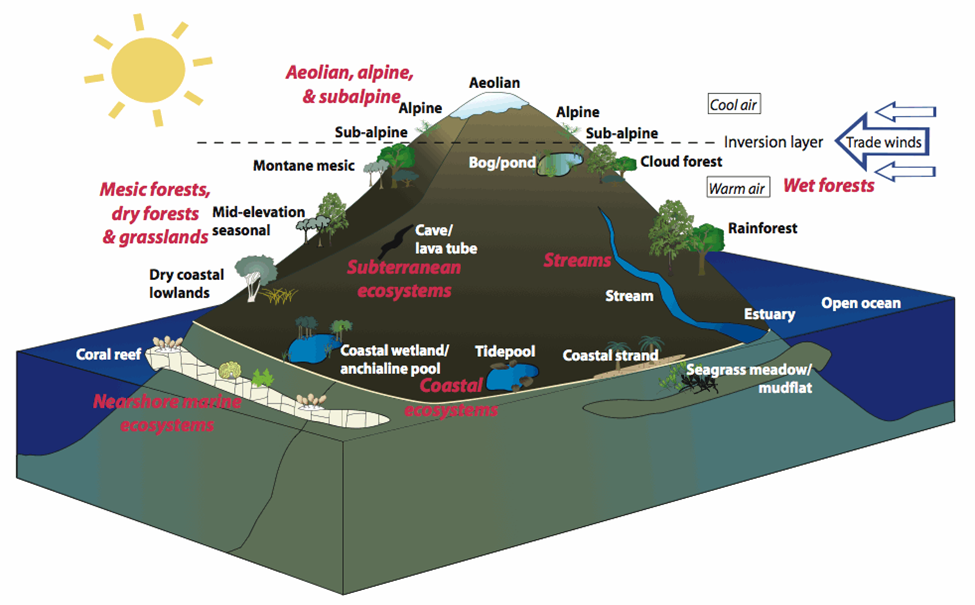 Aeolian, alpine,
& subalpine
Aeolian
Alpine
Alpine
Cool air
Sub-alpine
Sub-alpine
Inversion layer
Trade winds
Montane mesic
Bog/pond
Cloud forest
Warm air
Wet forests
Mesic forests,
dry forests
& grasslands
Mid-elevation
seasonal
Cave/
lava tube
Rainforest
Subterranean
ecosystems
Streams
Dry coastal
lowlands
Stream
Open ocean
Estuary
Coral reef
Coastal wetland/
anchialine pool
Tidepool
Coastal strand
Seagrass meadow/
mudflat
Coastal
ecosystems
Nearshore marine
ecosystems